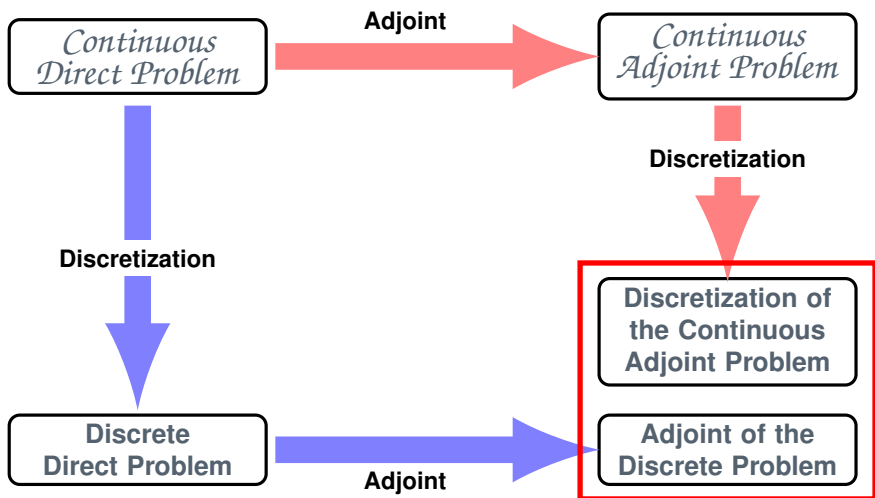 Adjoint
Continuous
Direct Problem
Continuous
Adjoint Problem
Discretization
Discretization
Discretization of
the Continuous
Adjoint Problem
Discrete
Direct Problem
Adjoint
Adjoint of the
Discrete Problem